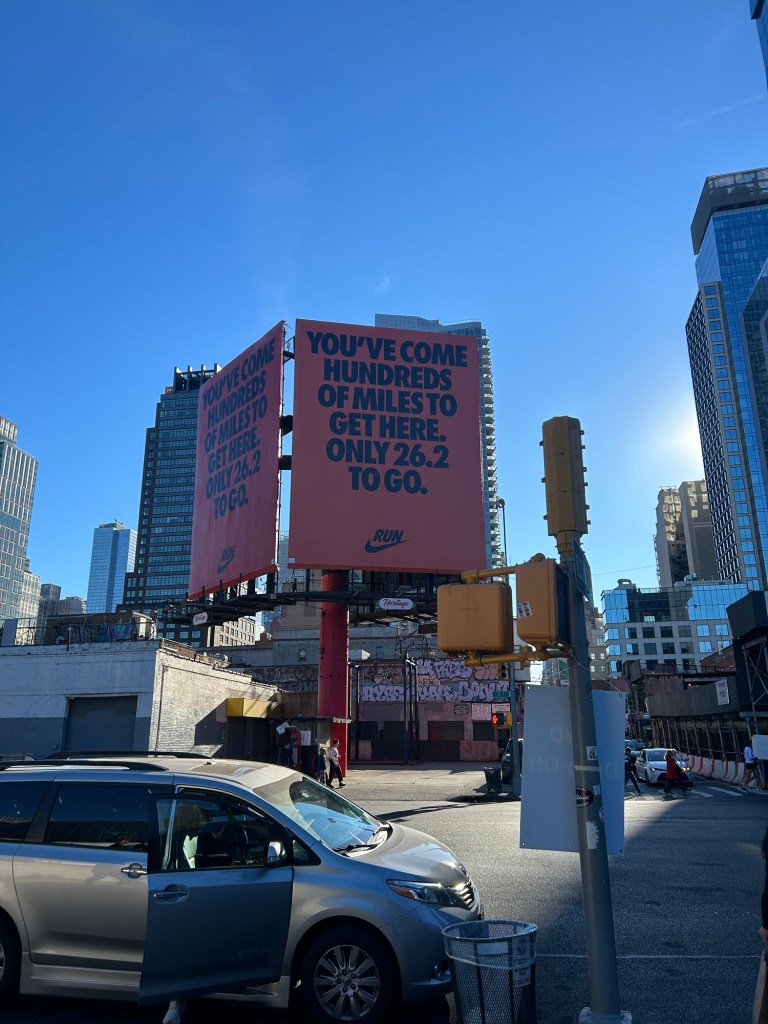 YOU'VE COME
HUNDREDS
OF MILES TO
GET HERE.
ONLY 26.2
TO GO.
RUN
YOU'VE COME
HUNDREDS
OF MILES TO
GET HERE.
ONLY 26.2
TO GO.
RUN
Heritage